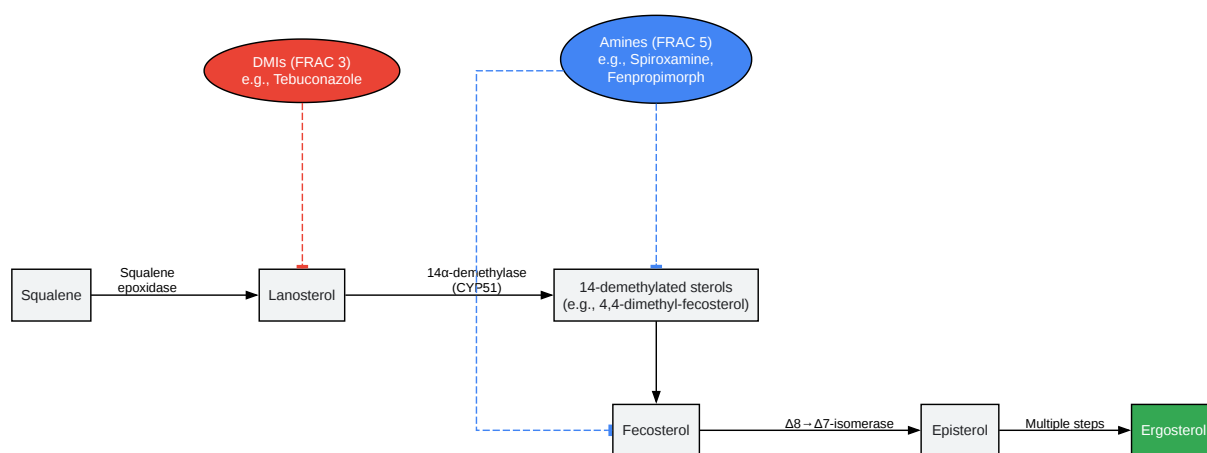 DMIs (FRAC 3)
e.g., Tebuconazole
Amines (FRAC 5)
e.g., Spiroxamine,
Fenpropimorph
Squalene
Squalene
epoxidase
Lanosterol
14α-demethylase
(CYP51)
14-demethylated sterols
(e.g., 4,4-dimethyl-fecosterol)
Fecosterol
Δ8→Δ7-isomerase
Episterol
Multiple steps
Ergosterol